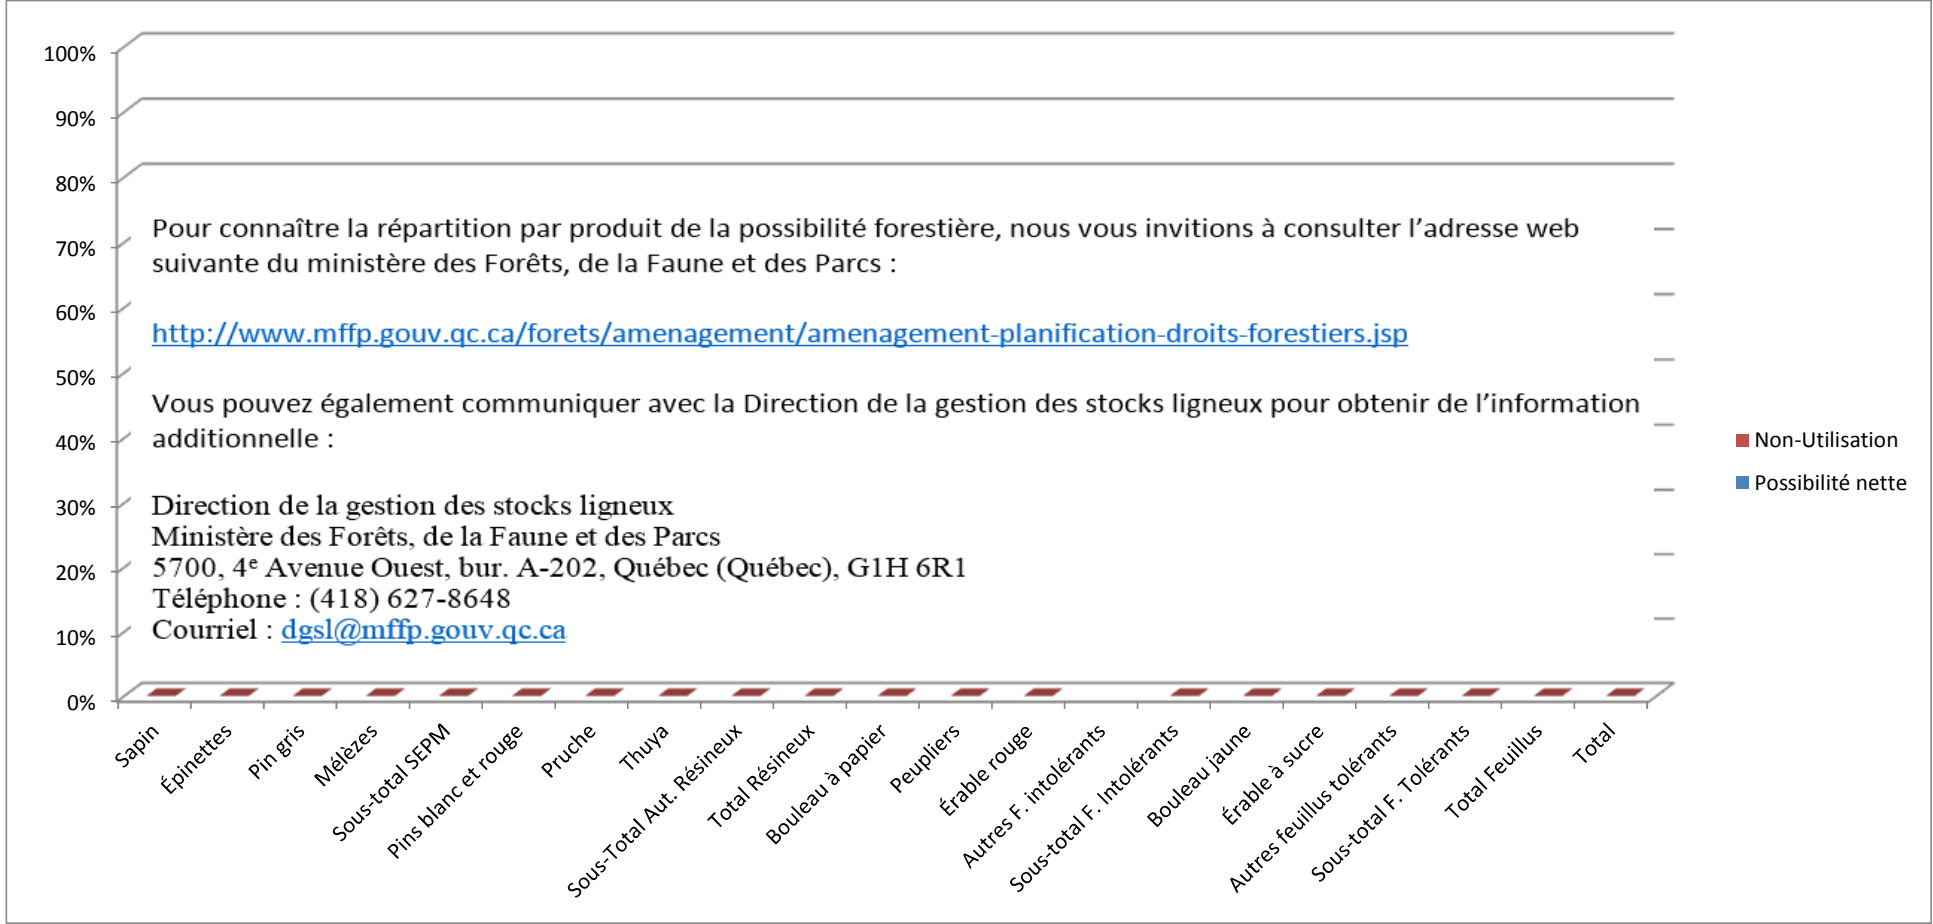 100%
90%
80%
70%
60%
50%
40%
30%
20%
10%
0%
Pour connaître la répartition par produit de la possibilité forestière, nous vous invitions à consulter l'adresse web
suivante du ministère des Forêts, de la Faune et des Parcs :
http://www.mffp.gouv.qc.ca/forets/amenagement/amenagement-planification-droits-forestiers.jsp
Vous pouvez également communiquer avec la Direction de la gestion des stocks ligneux pour obtenir de l'information
additionnelle :
Direction de la gestion des stocks ligneux
Ministère des Forêts, de la Faune et des Parcs
5700, 4e Avenue Ouest, bur. A-202, Québec (Québec), G1H 6R1
Téléphone : (418) 627-8648
Courriel : dgsl@mffp.gouv.qc.ca
Non-Utilisation
Possibilité nette
Sapin
Épinettes
Pin gris
Mélèzes
Sous-total SEPM
Pins blanc et rouge
Pruche
Thuya
Sous-Total Aut. Résineux
Total Résineux
Bouleau à papier
Peupliers
Érable rouge
Autres F. intolérants
Sous-total F. Intolérants
Bouleau jaune
Érable à sucre
Autres feuillus tolérants
Sous-total F. Tolérants
Total Feuillus
Total